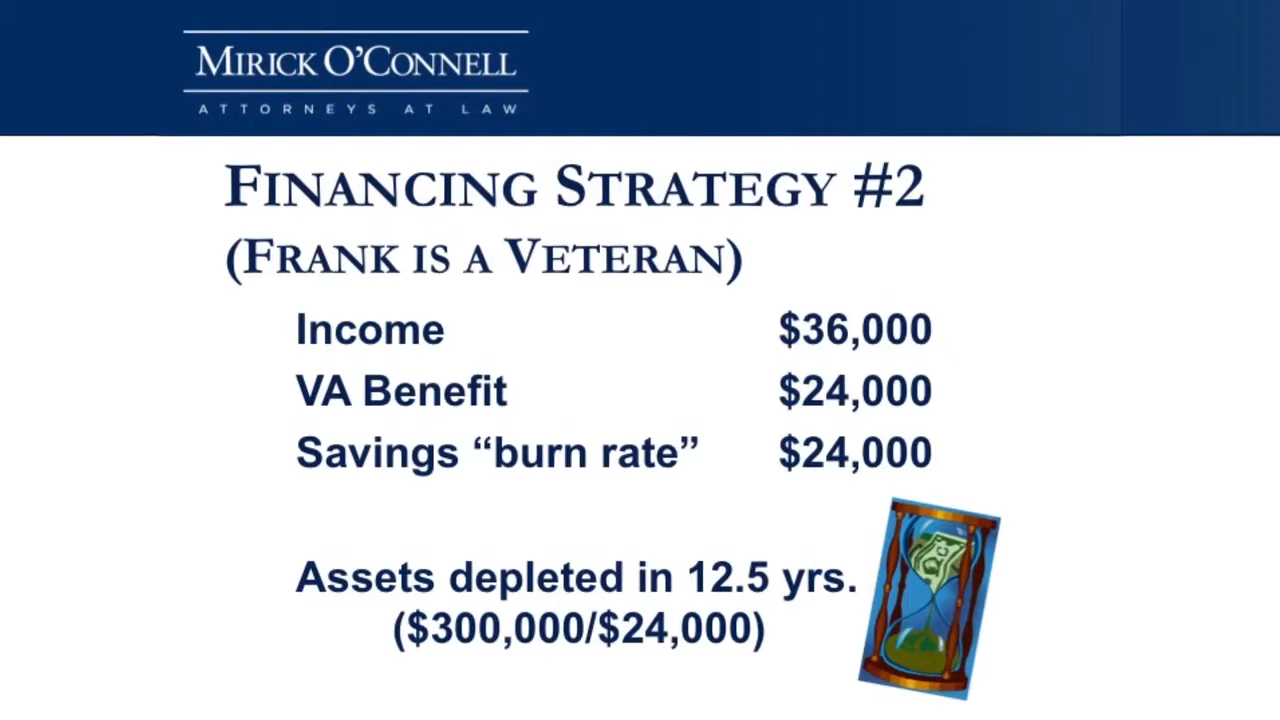 MIRICK O'CONNELL
ATTORNEYS AT LAW
FINANCING STRATEGY #2
(FRANK IS A VETERAN)
Income $36,000
VA Benefit $24,000
Savings “burn rate” $24,000
Assets depleted in 12.5 yrs.
($300,000/$24,000)